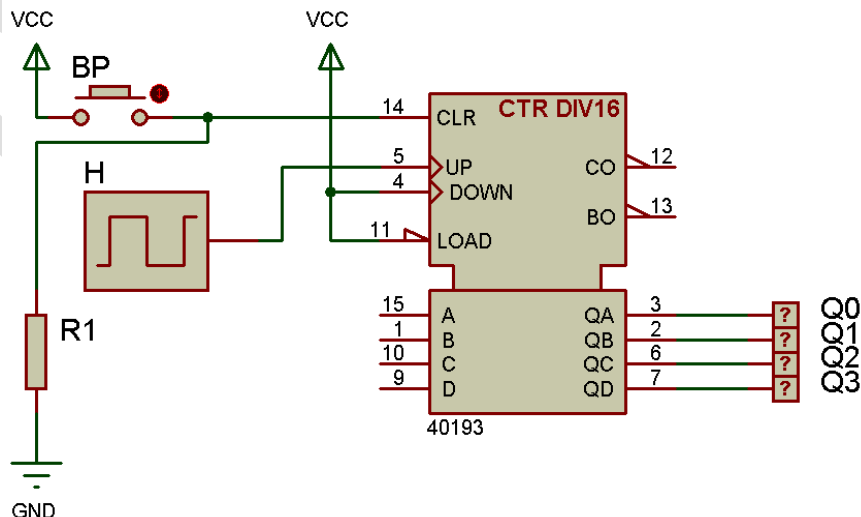 VCC
VCC
BP
14 CLR CTR DIV16
5 UP CO 12
4 DOWN
BO 13
11 LOAD
H
R1
15 A QA 3 ? Q0
1 B QB 2 ? Q1
10 C QC 6 ? Q2
9 D QD 7 ? Q3
40193
GND